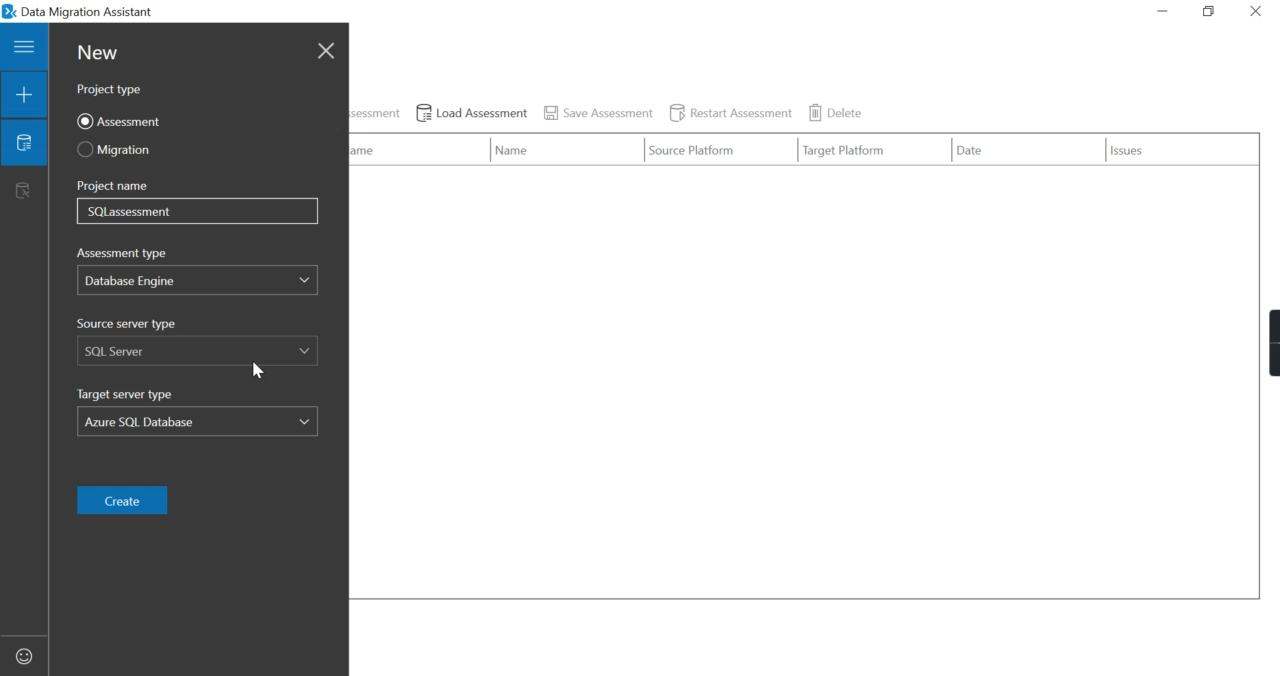 Data Migration Assistant
New
Project type
Assessment
Migration
Project name
SQLassessment
Assessment type
Database Engine
Source server type
SQL Server
Target server type
Azure SQL Database
Create
ssessment Load Assessment Save Assessment Restart Assessment Delete
ame Name Source Platform Target Platform Date Issues